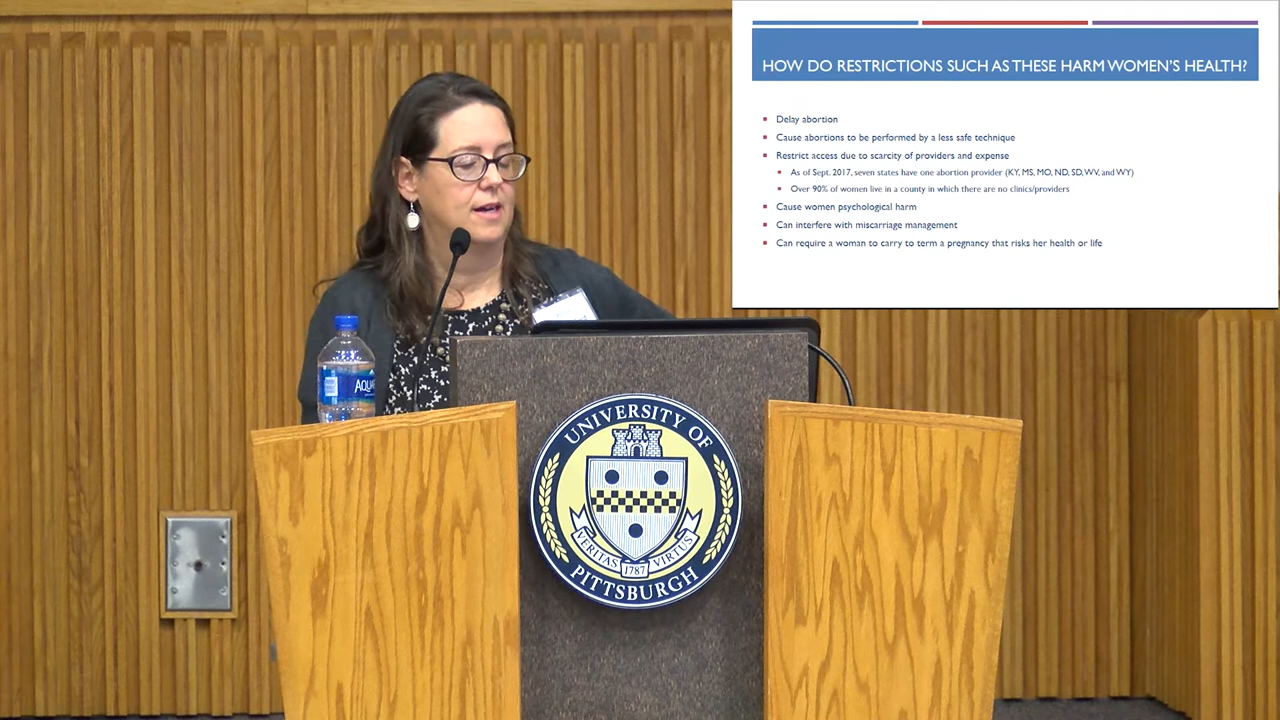 HOW DO RESTRICTIONS SUCH AS THESE HARM WOMEN'S HEALTH?
Delay abortion
Cause abortions to be performed by a less safe technique
Restrict access due to scarcity of providers and expense
As of Sept. 2017, seven states have one abortion provider (KY, MS, MO, ND, SD, WV, and WY)
Over 90% of women live in a county in which there are no clinics/providers
Cause women psychological harm
Can interfere with miscarriage management
Can require a woman to carry to term a pregnancy that risks her health or life
AQUA
UNIVERSITY OF
VERITAS 1787 VIRTUS
PITTSBURGH